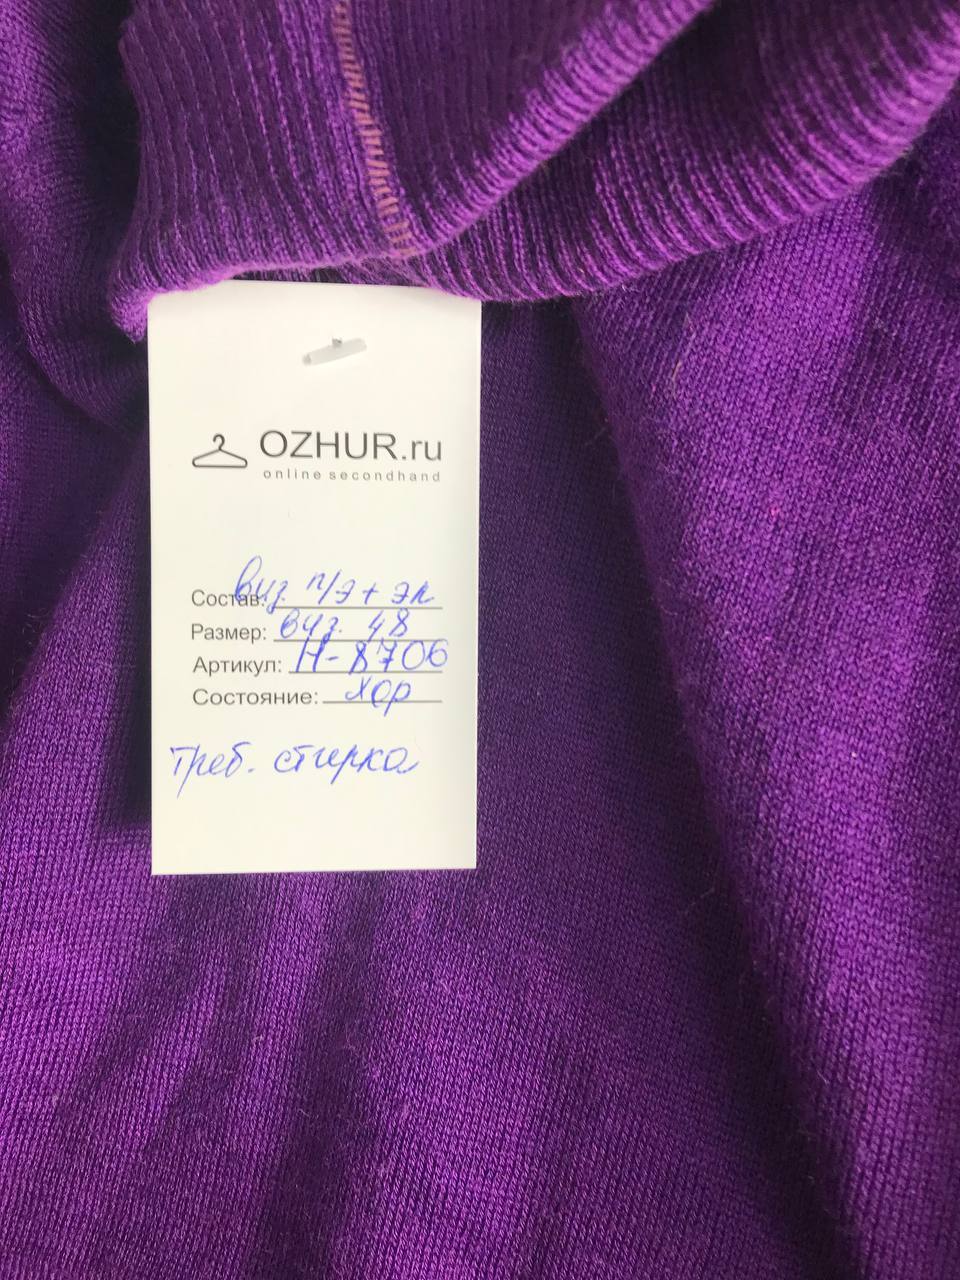 OZHUR.ru
online secondhand
Состав: виз. п/э + эл
Размер: виз. 48
Артикул: Н-8706
Состояние: хор
треб. стирка